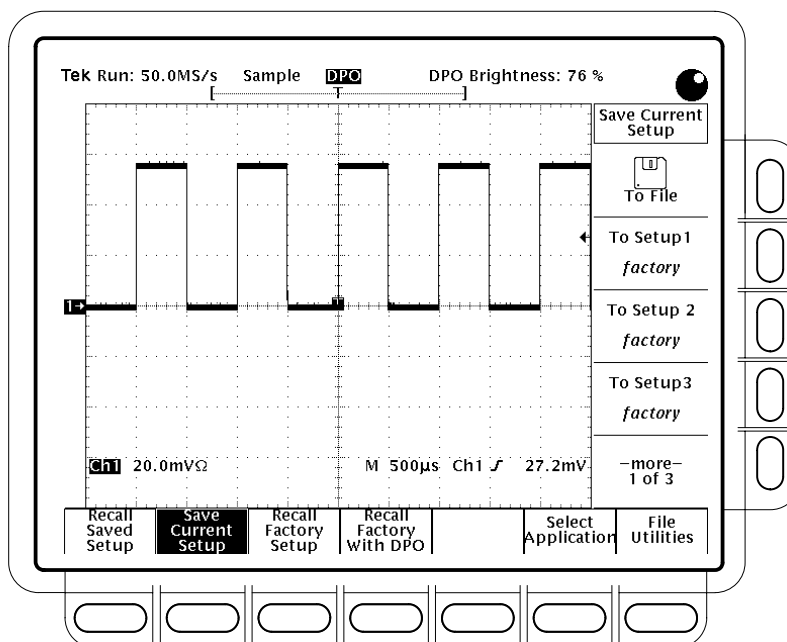 Tek Run: 50.0MS/s Sample DPO DPO Brightness: 76 %
T
Save Current
Setup
To File
To Setup1
factory
To Setup 2
factory
To Setup3
factory
1
T
Ch1 20.0mVΩ M 500µs Ch1 27.2mV
–more–
1 of 3
Recall
Saved
Setup
Save
Current
Setup
Recall
Factory
Setup
Recall
Factory
With DPO
Select
Application
File
Utilities